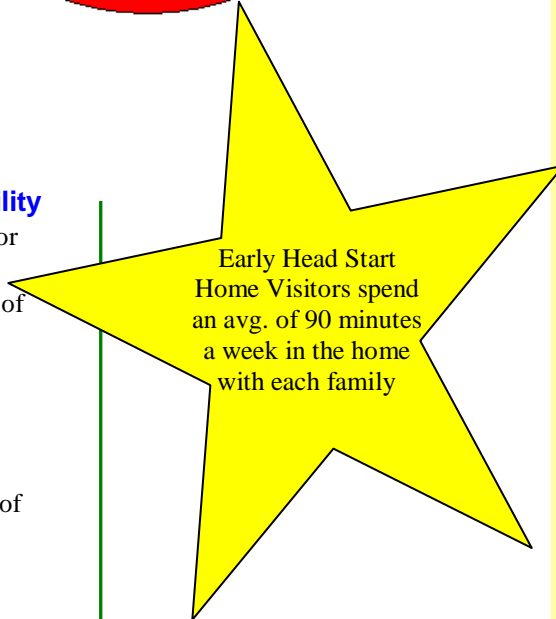 lity
or
of
of
Early Head Start
Home Visitors spend
an avg. of 90 minutes
a week in the home
with each family